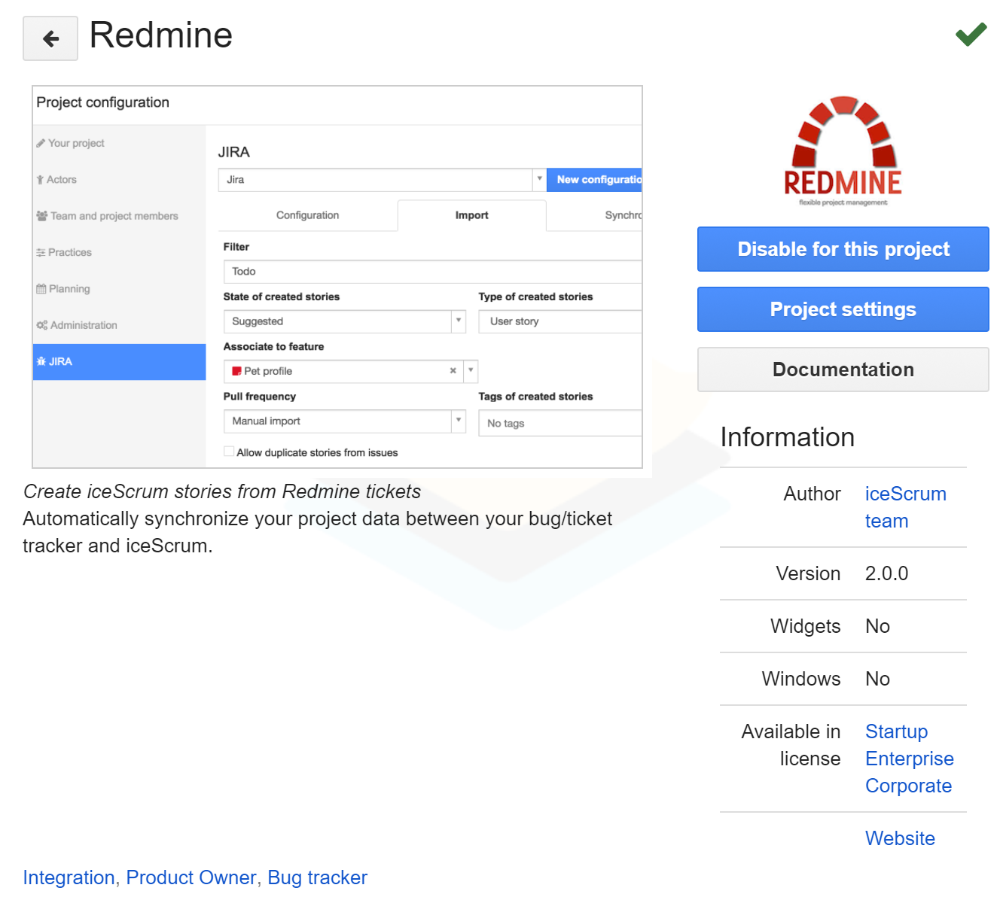 Redmine
Project configuration
Your project
Actors
Team and project members
Practices
Planning
Administration
JIRA
JIRA
Jira
New configuratio
Configuration
Import
Synchro
Filter
Todo
State of created stories
Type of created stories
Suggested
User story
Associate to feature
Pet profile
Pull frequency
Tags of created stories
Manual import
No tags
Allow duplicate stories from issues
Create iceScrum stories from Redmine tickets
Automatically synchronize your project data between your bug/ticket
tracker and iceScrum.
REDMINE
flexible project management
Disable for this project
Project settings
Documentation
Information
Author iceScrum
team
Version 2.0.0
Widgets No
Windows No
Available in Startup
license Enterprise
Corporate
Website
Integration, Product Owner, Bug tracker